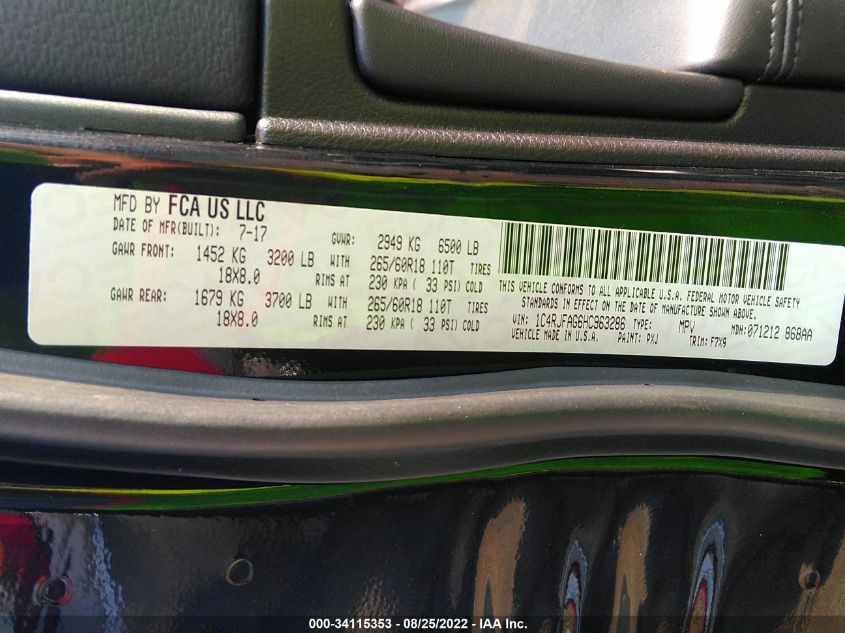 MFD BY FCA US LLC
DATE OF MFR(BUILT): 7-17 GVWR: 2949 KG 6500 LB
GAWR FRONT: 1452 KG 3200 LB WITH 265/60R18 110T TIRES
18X8.0 RIMS AT 230 KPA ( 33 PSI) COLD
GAWR REAR: 1679 KG 3700 LB WITH 265/60R18 110T TIRES
18X8.0 RIMS AT 230 KPA ( 33 PSI) COLD
THIS VEHICLE CONFORMS TO ALL APPLICABLE U.S.A. FEDERAL MOTOR VEHICLE SAFETY
STANDARDS IN EFFECT ON THE DATE OF MANUFACTURE SHOWN ABOVE.
VIN: 1C4RJFAG6HC963286 TYPE: MPV MDH: 071212 868AA
VEHICLE MADE IN U.S.A. PAINT: PXJ TRIM: F7X9
000-34115353 - 08/25/2022 - IAA Inc.